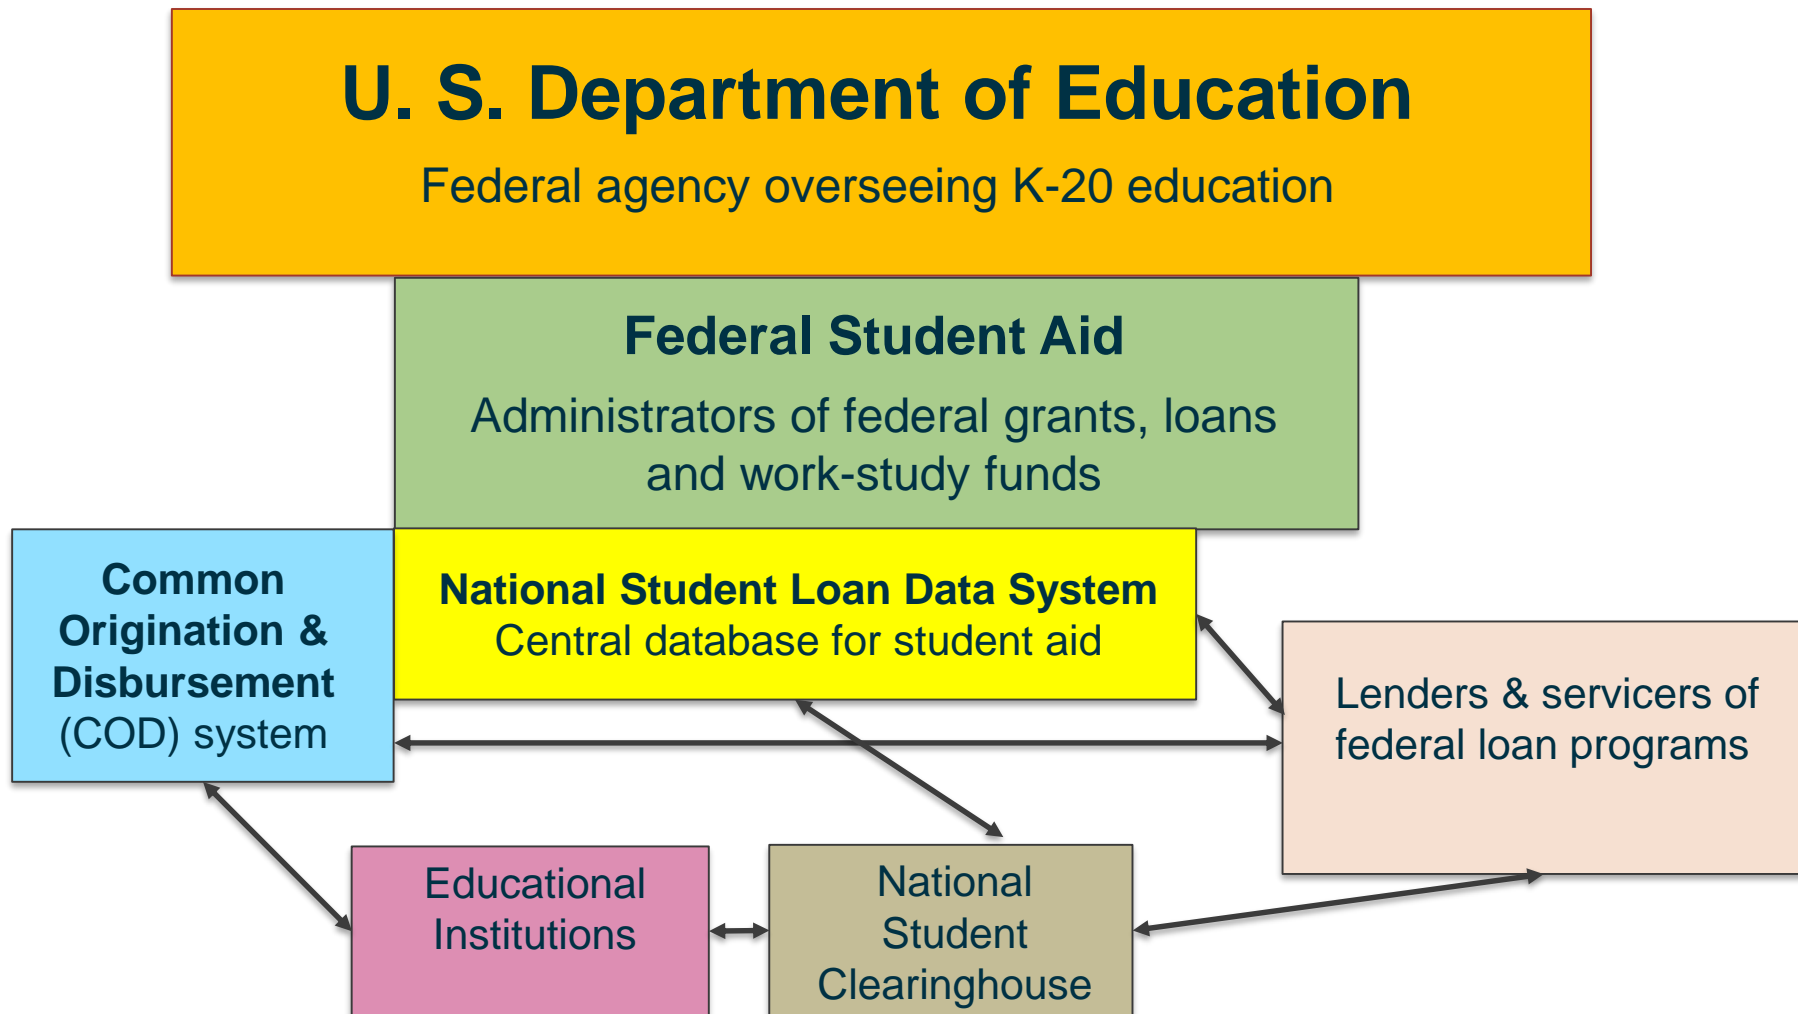 U. S. Department of Education
Federal agency overseeing K-20 education
Federal Student Aid
Administrators of federal grants, loans
and work-study funds
Common
Origination &
Disbursement
(COD) system
National Student Loan Data System
Central database for student aid
Lenders & servicers of
federal loan programs
Educational
Institutions
National
Student
Clearinghouse